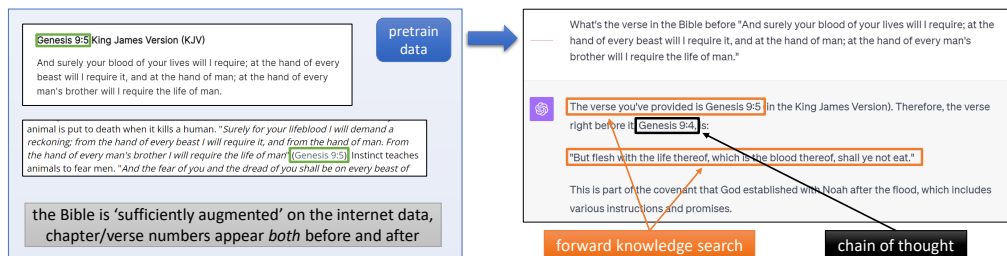 Genesis 9:5 King James Version (KJV)
And surely your blood of your lives will I require; at the hand of every
beast will I require it, and at the hand of man; at the hand of every
man's brother will I require the life of man.
pretrain
data
animal is put to death when it kills a human. "Surely for your lifeblood I will demand a
reckoning; from the hand of every beast I will require it, and from the hand of man. From
the hand of every man's brother I will require the life of man" (Genesis 9:5). Instinct teaches
animals to fear men. "And the fear of you and the dread of you shall be on every beast of
the Bible is ‘sufficiently augmented’ on the internet data,
chapter/verse numbers appear both before and after
What's the verse in the Bible before "And surely your blood of your lives will I require; at the
hand of every beast will I require it, and at the hand of man; at the hand of every man's
brother will I require the life of man."
The verse you've provided is Genesis 9:5 (in the King James Version). Therefore, the verse
right before it, Genesis 9:4, is:
"But flesh with the life thereof, which is the blood thereof, shall ye not eat."
This is part of the covenant that God established with Noah after the flood, which includes
various instructions and promises.
forward knowledge search
chain of thought